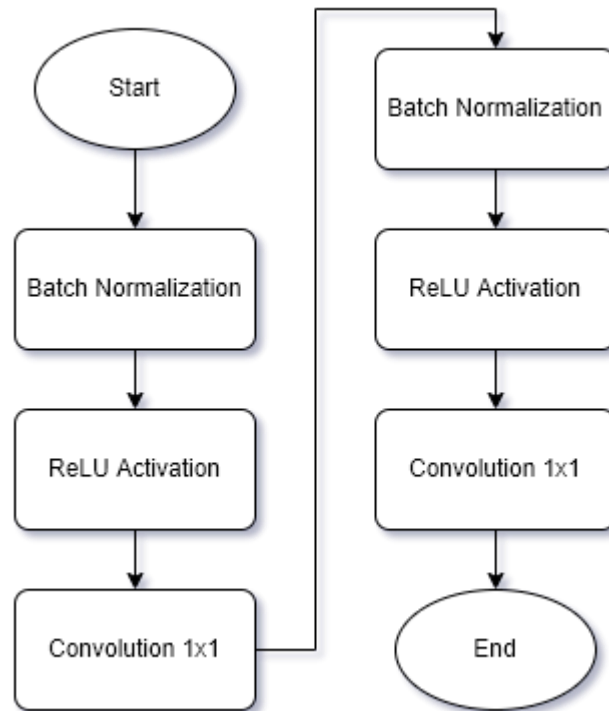 Start
Batch Normalization
ReLU Activation
Convolution 1x1
Batch Normalization
ReLU Activation
Convolution 1x1
End